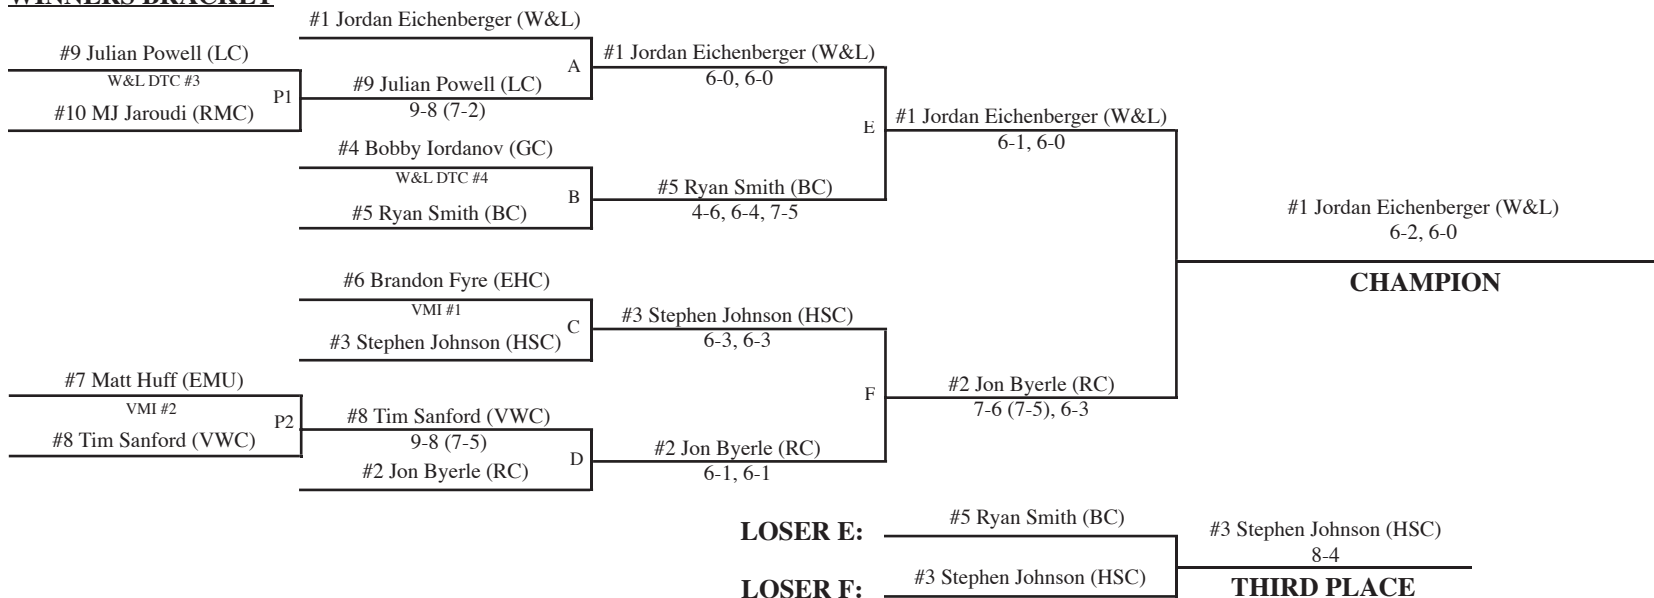 WINNERS BRACKET
#1 Jordan Eichenberger (W&L)
#9 Julian Powell (LC)
W&L DTC #3
#10 MJ Jaroudi (RMC)
P1
#9 Julian Powell (LC)
9-8 (7-2)
A
#1 Jordan Eichenberger (W&L)
6-0, 6-0
#4 Bobby Iordanov (GC)
W&L DTC #4
#5 Ryan Smith (BC)
B
#5 Ryan Smith (BC)
4-6, 6-4, 7-5
E
#1 Jordan Eichenberger (W&L)
6-1, 6-0
#6 Brandon Fyre (EHC)
VMI #1
#3 Stephen Johnson (HSC)
C
#3 Stephen Johnson (HSC)
6-3, 6-3
#7 Matt Huff (EMU)
VMI #2
#8 Tim Sanford (VWC)
P2
#8 Tim Sanford (VWC)
9-8 (7-5)
#2 Jon Byerle (RC)
D
#2 Jon Byerle (RC)
6-1, 6-1
F
#2 Jon Byerle (RC)
7-6 (7-5), 6-3
#1 Jordan Eichenberger (W&L)
6-2, 6-0
CHAMPION
LOSER E:
#5 Ryan Smith (BC)
LOSER F:
#3 Stephen Johnson (HSC)
#3 Stephen Johnson (HSC)
8-4
THIRD PLACE